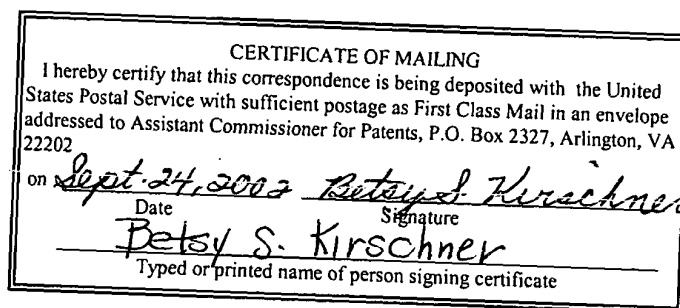 CERTIFICATE OF MAILING
I hereby certify that this correspondence is being deposited with the United
States Postal Service with sufficient postage as First Class Mail in an envelope
addressed to Assistant Commissioner for Patents, P.O. Box 2327, Arlington, VA
22202
on Sept. 24, 2002 Betsy S. Kirschner
Date Signature
Betsy S. Kirschner
Typed or printed name of person signing certificate